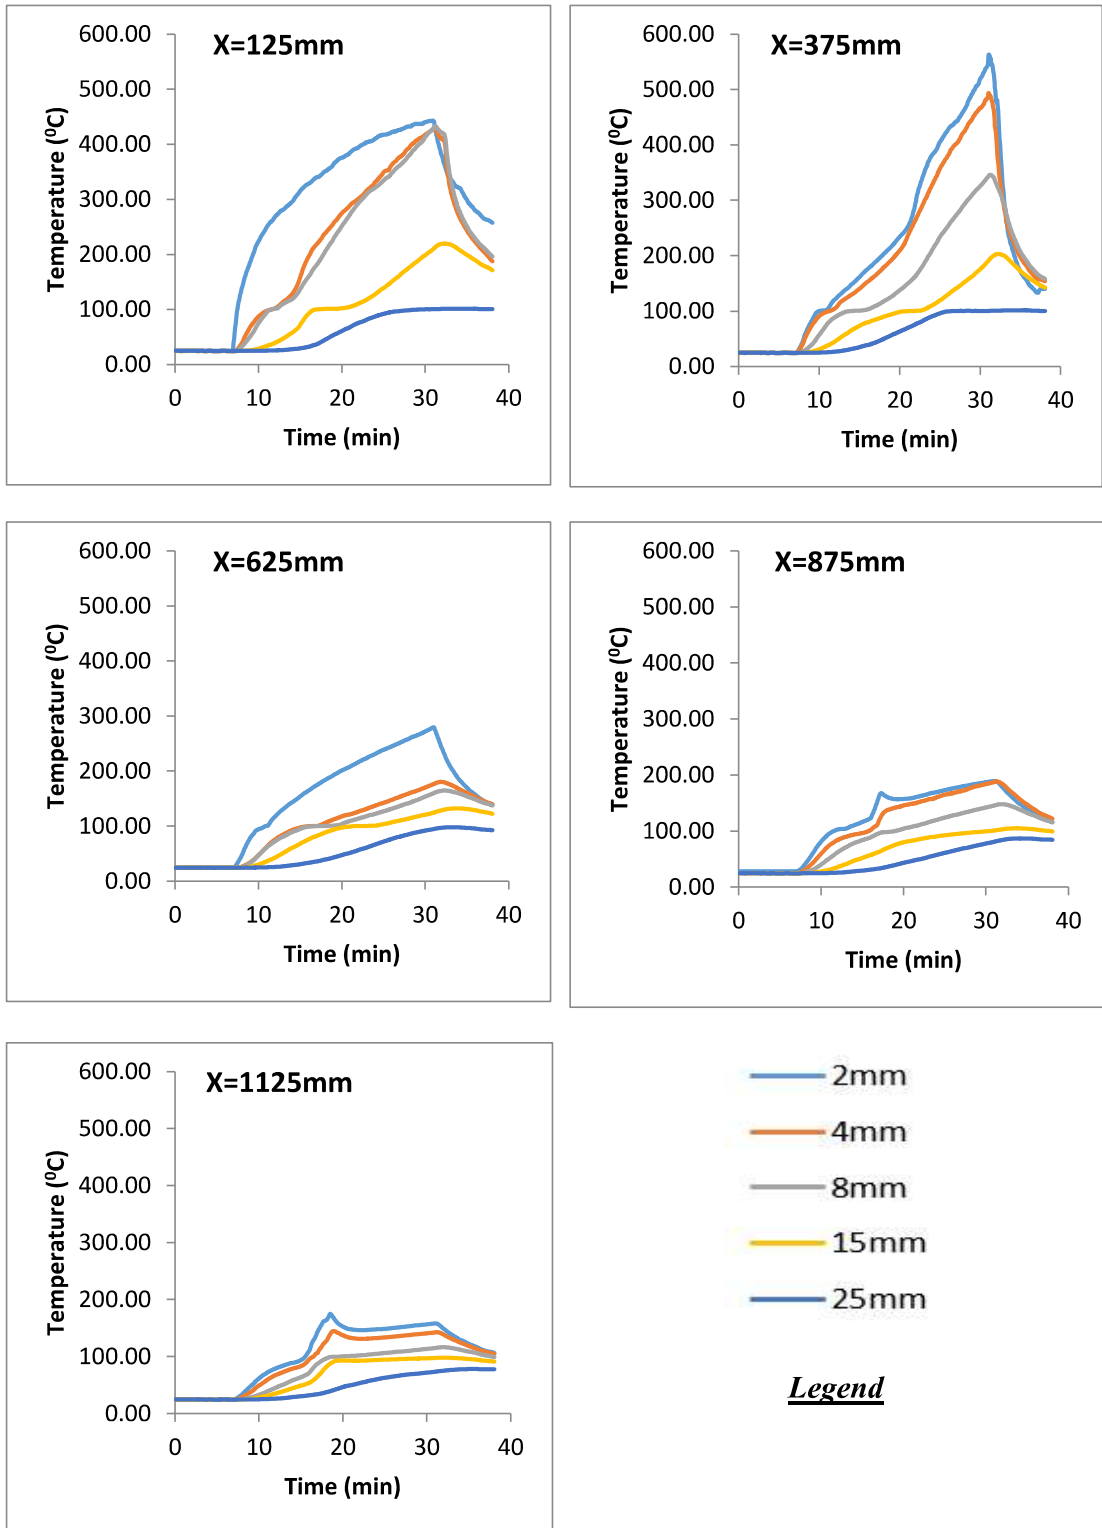 X=125mm
Temperature (⁰C)
600.00
500.00
400.00
300.00
200.00
100.00
0.00
0 10 20 30 40
Time (min)
X=375mm
Temperature (⁰C)
600.00
500.00
400.00
300.00
200.00
100.00
0.00
0 10 20 30 40
Time (min)
X=625mm
Temperature (⁰C)
600.00
500.00
400.00
300.00
200.00
100.00
0.00
0 10 20 30 40
Time (min)
X=875mm
Temperature (⁰C)
600.00
500.00
400.00
300.00
200.00
100.00
0.00
0 10 20 30 40
Time (min)
X=1125mm
Temperature (⁰C)
600.00
500.00
400.00
300.00
200.00
100.00
0.00
0 10 20 30 40
Time (min)
2mm
4mm
8mm
15mm
25mm
Legend